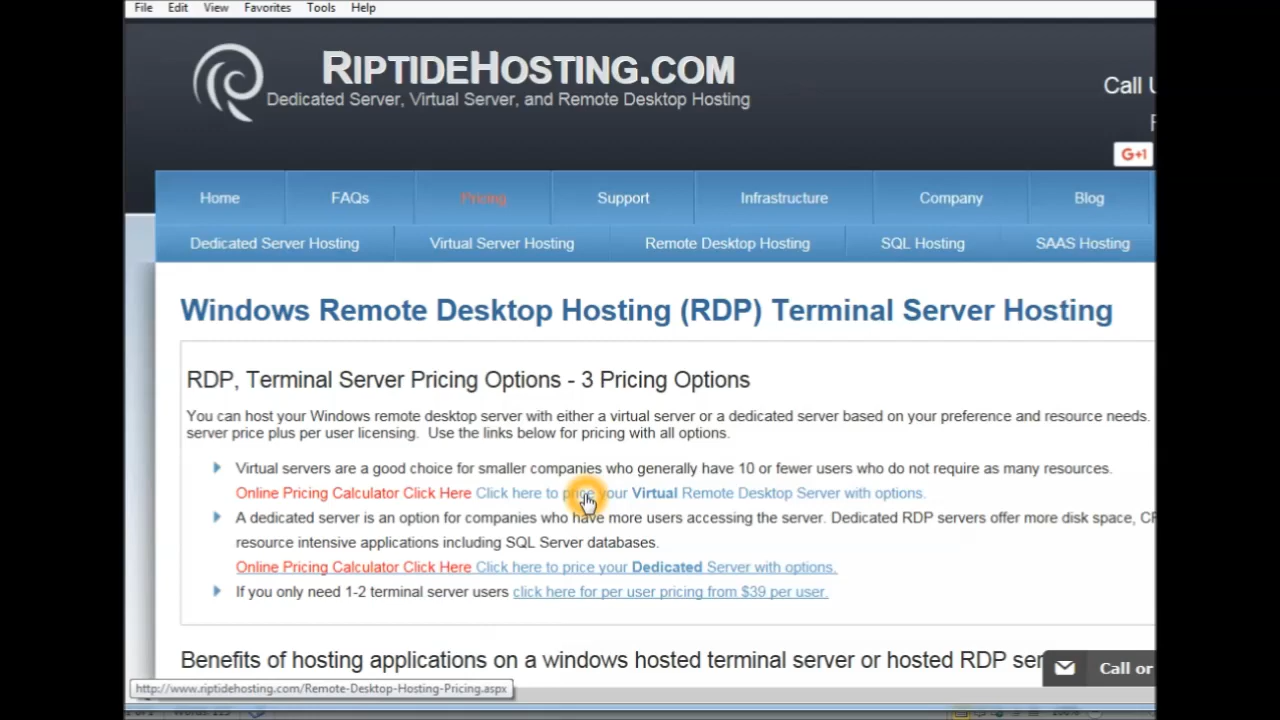 File Edit View Favorites Tools Help
RIPTIDEHOSTING.COM
Dedicated Server, Virtual Server, and Remote Desktop Hosting
Call
G+1
Home FAQs Pricing Support Infrastructure Company Blog
Dedicated Server Hosting Virtual Server Hosting Remote Desktop Hosting SQL Hosting SAAS Hosting
Windows Remote Desktop Hosting (RDP) Terminal Server Hosting
RDP, Terminal Server Pricing Options - 3 Pricing Options
You can host your Windows remote desktop server with either a virtual server or a dedicated server based on your preference and resource needs.
server price plus per user licensing. Use the links below for pricing with all options.
Virtual servers are a good choice for smaller companies who generally have 10 or fewer users who do not require as many resources.
Online Pricing Calculator Click Here Click here to price your Virtual Remote Desktop Server with options.
A dedicated server is an option for companies who have more users accessing the server. Dedicated RDP servers offer more disk space,
resource intensive applications including SQL Server databases.
Online Pricing Calculator Click Here Click here to price your Dedicated Server with options.
If you only need 1-2 terminal server users click here for per user pricing from $39 per user.
Benefits of hosting applications on a windows hosted terminal server or hosted RDP ser
Call or
http://www.riptidehosting.com/Remote-Desktop-Hosting-Pricing.aspx